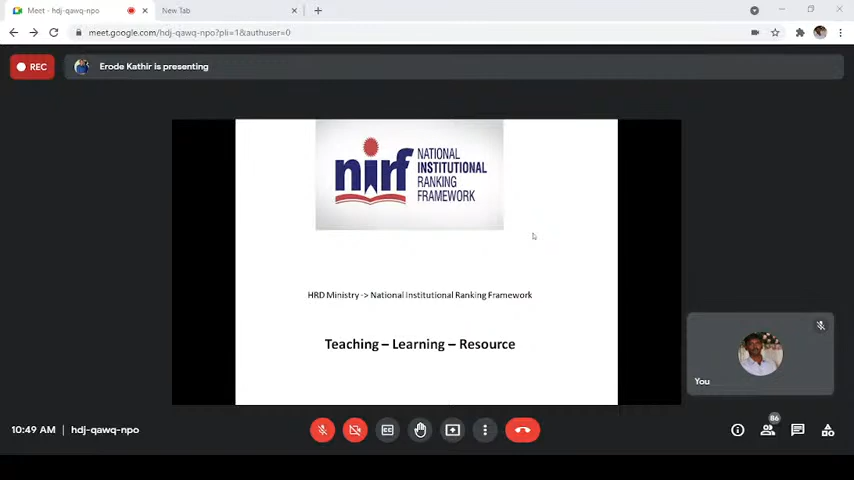 Meet - hdj-qawq-npo
New Tab
meet.google.com/hdj-qawq-npo?pli=1&authuser=0
REC
Erode Kathir is presenting
nirf
NATIONAL
INSTITUTIONAL
RANKING
FRAMEWORK
HRD Ministry -> National Institutional Ranking Framework
Teaching – Learning – Resource
You
10:49 AM | hdj-qawq-npo
CC
86